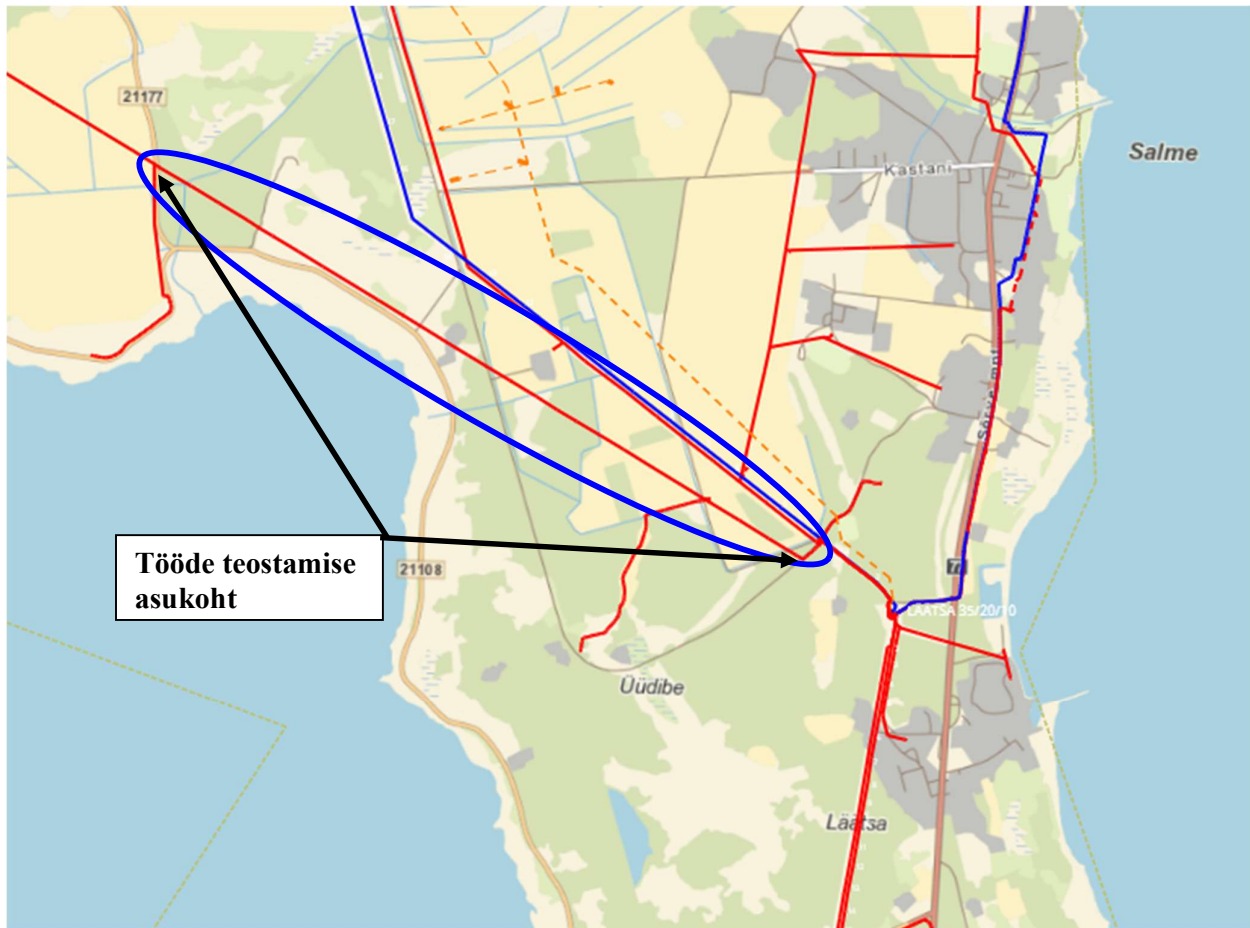 21177
Salme
Kastani
Sõrve mnt
Tööde teostamise
asukoht
21108
77
LÄÄTSA 35/20/10
Üüdibe
Läätsa